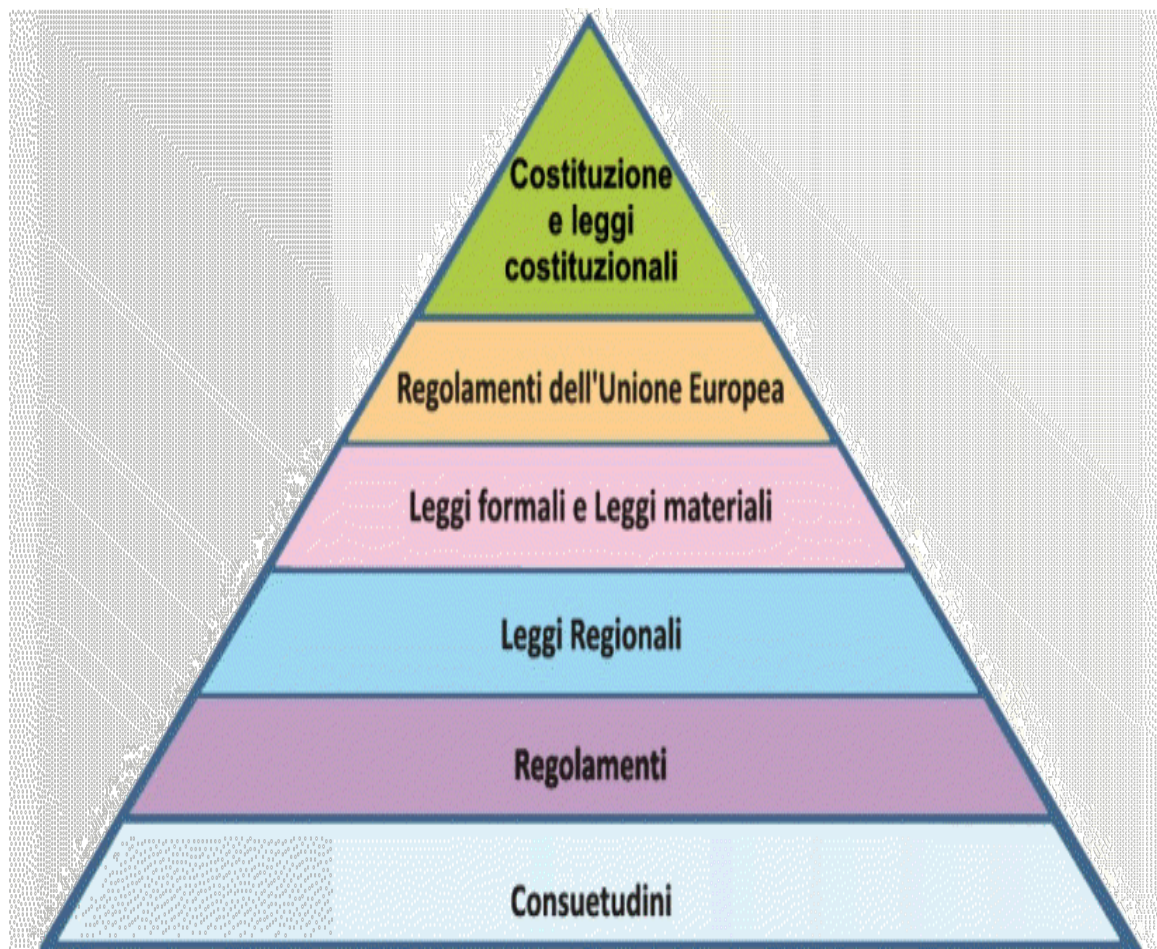 Costituzione
e leggi
costituzionali
Regolamenti dell'Unione Europea
Leggi formali e Leggi materiali
Leggi Regionali
Regolamenti
Consuetudini